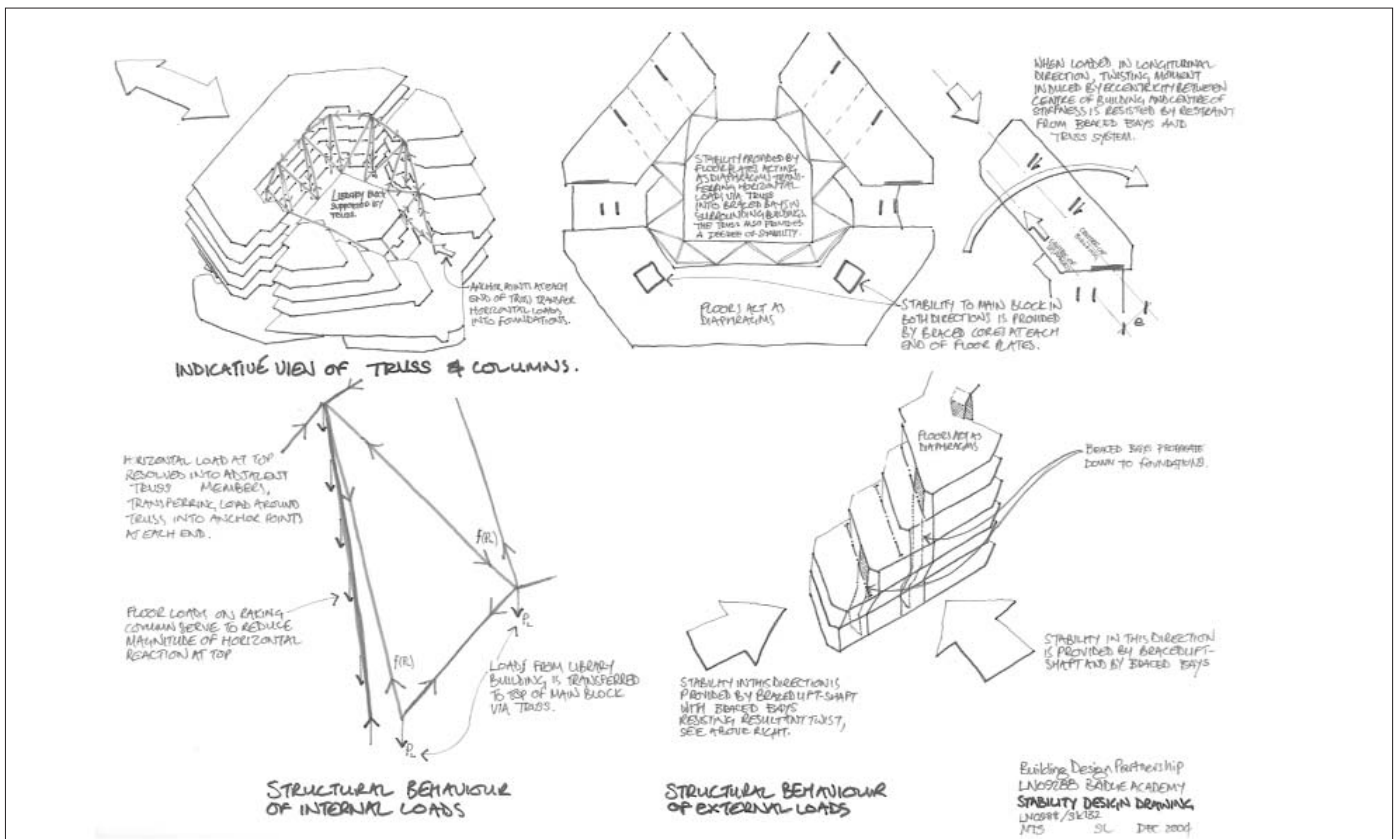 LIBRARY BLDG
SUPPORTED BY
TRUSS
ANCHOR POINTS AT EACH
END OF TRUSS TRANSFER
HORIZONTAL LOADS
INTO FOUNDATIONS.
INDICATIVE VIEW OF TRUSS & COLUMNS.
STABILITY PROVIDED BY
FLOOR PLATES ACTING
AS DIAPHRAGMS TRANS-
FERRING HORIZONTAL
LOADS VIA TRUSS
INTO BRACED BAYS IN
SURROUNDING BUILDINGS
THE TRUSS ALSO PROVIDES
A DEGREE OF STABILITY.
FLOORS ACT AS
DIAPHRAGMS
WHEN LOADED IN LONGITUDINAL
DIRECTION, TWISTING MOMENT
INDUCED BY ECCENTRICITY BETWEEN
CENTRE OF BUILDING AND CENTRE OF
STIFFNESS IS RESISTED BY RESTRAINT
FROM BRACED BAYS AND
TRUSS SYSTEM.
CENTRE OF
BUILDING
CENTRE OF
e
STABILITY TO MAIN BLOCK IN
BOTH DIRECTIONS IS PROVIDED
BY BRACED CORES AT EACH
END OF FLOOR PLATES.
HORIZONTAL LOAD AT TOP
RESOLVED INTO ADJACENT
TRUSS MEMBERS,
TRANSFERRING LOAD AROUND
TRUSS INTO ANCHOR POINTS
AT EACH END.
FLOOR LOADS ON RAKING
COLUMN SERVE TO REDUCE
MAGNITUDE OF HORIZONTAL
REACTION AT TOP
f(PL)
f(PL)
PL
PL
LOADS FROM LIBRARY
BUILDING IS TRANSFERRED
TO TOP OF MAIN BLOCK
VIA TRUSS.
STRUCTURAL BEHAVIOUR
OF INTERNAL LOADS
FLOORS ACT AS
DIAPHRAGMS
BRACED BAYS PROPAGATE
DOWN TO FOUNDATIONS.
STABILITY IN THIS DIRECTION IS
PROVIDED BY BRACED LIFT-SHAFT
WITH BRACED BAYS
RESISTING RESULTANT TWIST,
SEE ABOVE RIGHT.
STABILITY IN THIS DIRECTION
IS PROVIDED BY BRACED LIFT-
SHAFT AND BY BRACED BAYS
STRUCTURAL BEHAVIOUR
OF EXTERNAL LOADS
Building Design Partnership
STABILITY DESIGN DRAWING
NTS SL DEC 2004